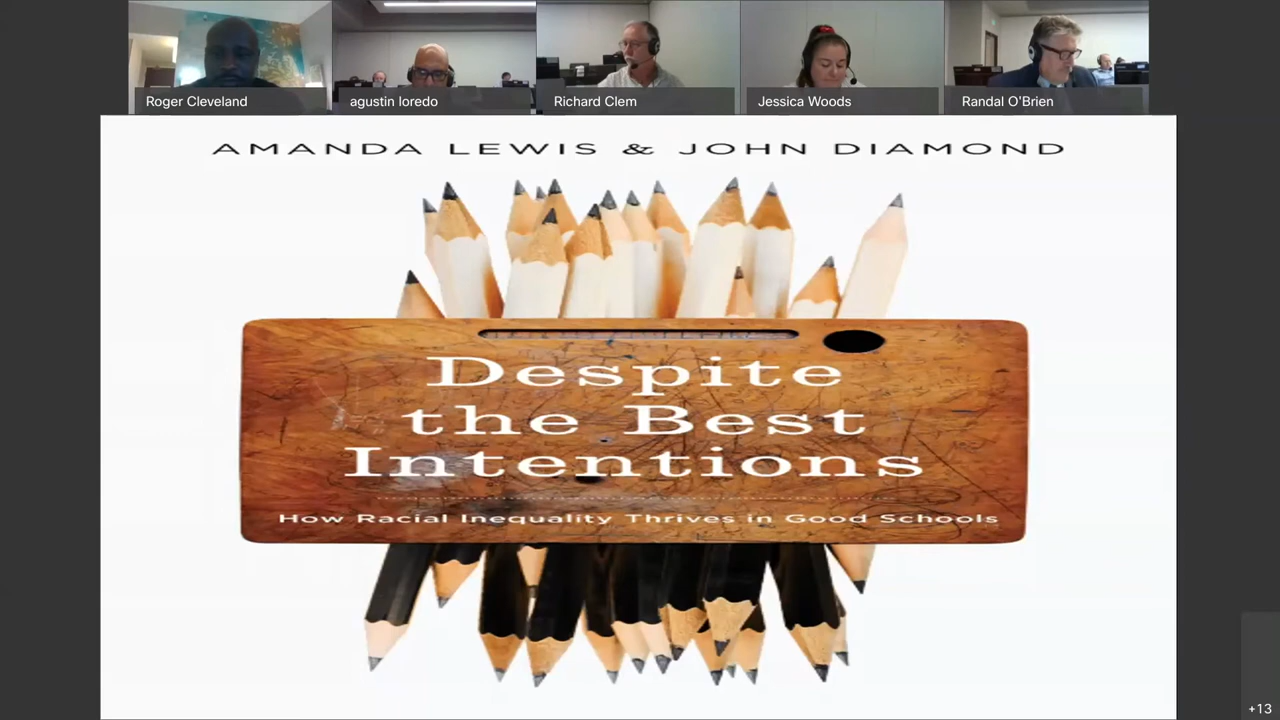 Roger Cleveland
agustin loredo
Richard Clem
Jessica Woods
Randal O'Brien
AMANDA LEWIS & JOHN DIAMOND
Despite
the Best
Intentions
How Racial Inequality Thrives in Good Schools
+13